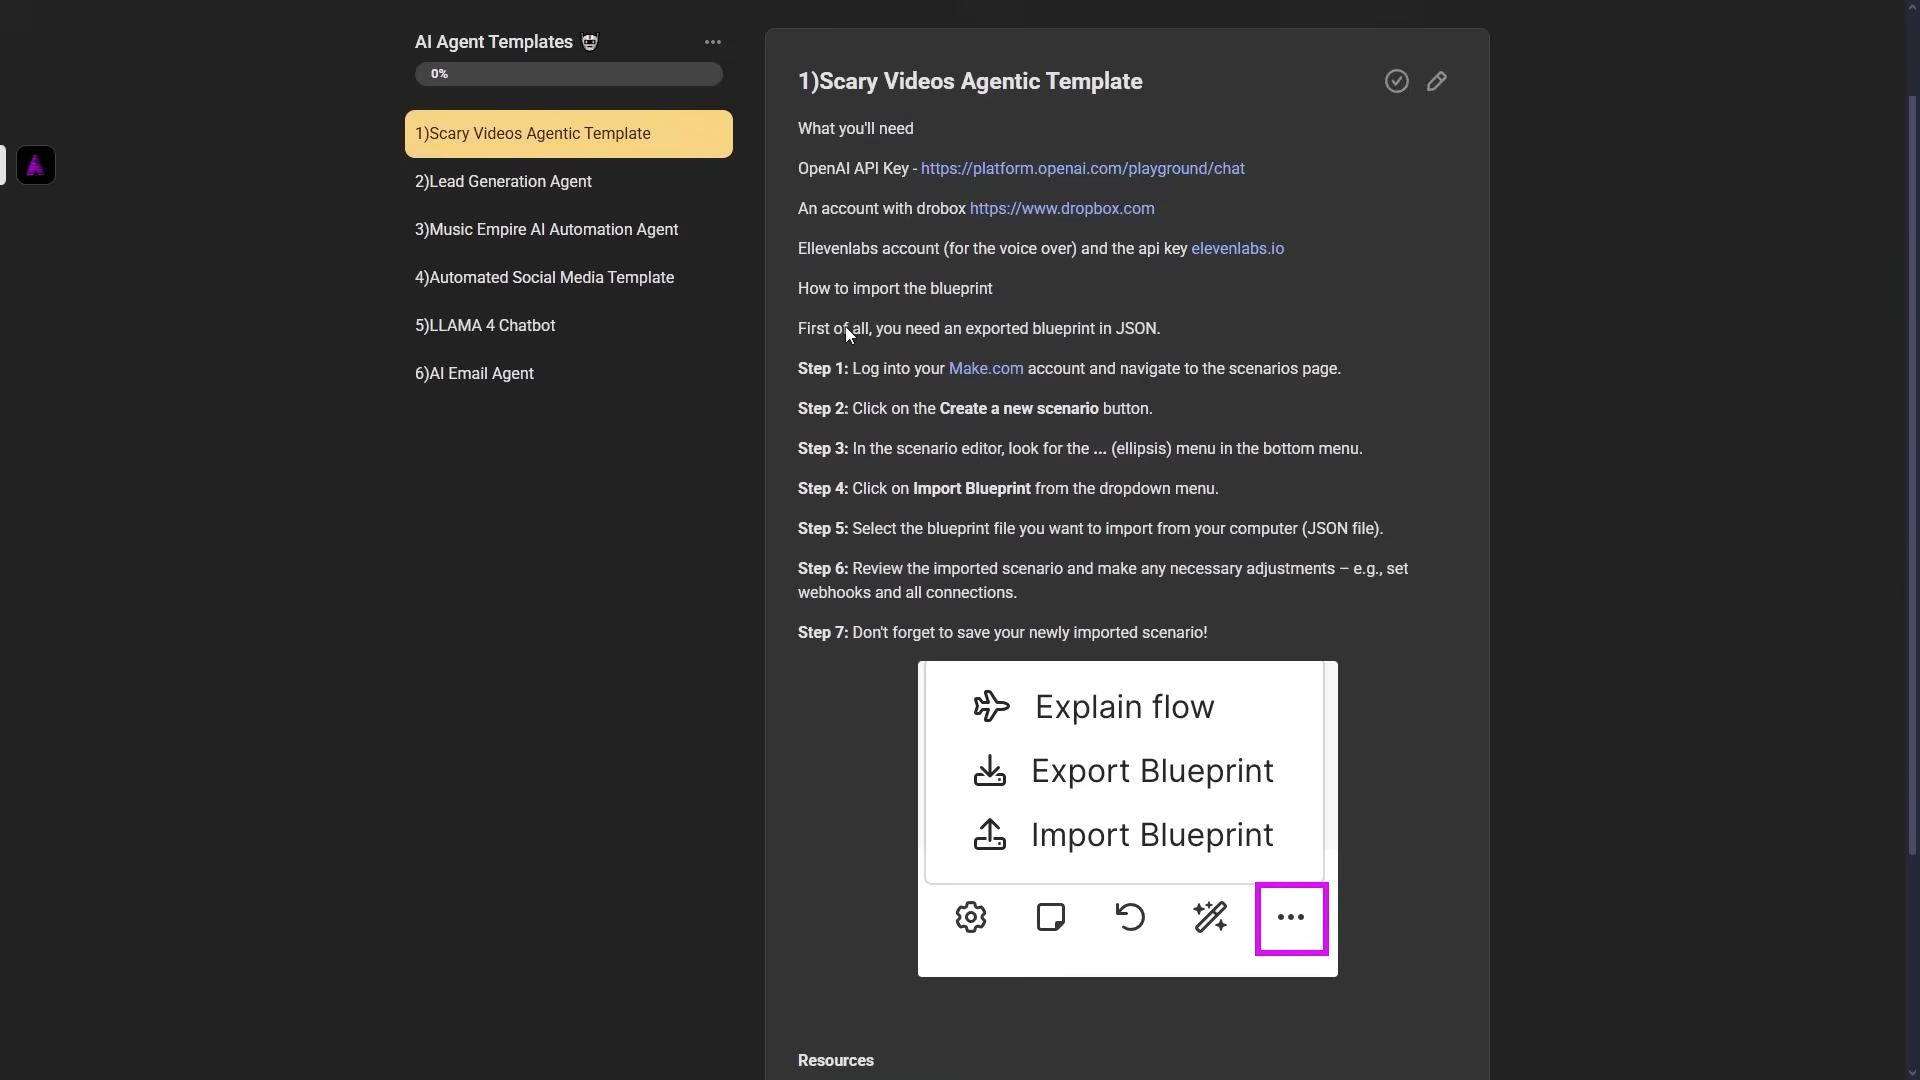 AI Agent Templates
0%
1)Scary Videos Agentic Template
2)Lead Generation Agent
3)Music Empire AI Automation Agent
4)Automated Social Media Template
5)LLAMA 4 Chatbot
6)AI Email Agent
1)Scary Videos Agentic Template
What you'll need
OpenAI API Key - https://platform.openai.com/playground/chat
An account with drobox https://www.dropbox.com
Ellevenlabs account (for the voice over) and the api key elevenlabs.io
How to import the blueprint
First of all, you need an exported blueprint in JSON.
Step 1: Log into your Make.com account and navigate to the scenarios page.
Step 2: Click on the Create a new scenario button.
Step 3: In the scenario editor, look for the ... (ellipsis) menu in the bottom menu.
Step 4: Click on Import Blueprint from the dropdown menu.
Step 5: Select the blueprint file you want to import from your computer (JSON file).
Step 6: Review the imported scenario and make any necessary adjustments – e.g., set
webhooks and all connections.
Step 7: Don't forget to save your newly imported scenario!
Explain flow
Export Blueprint
Import Blueprint
Resources